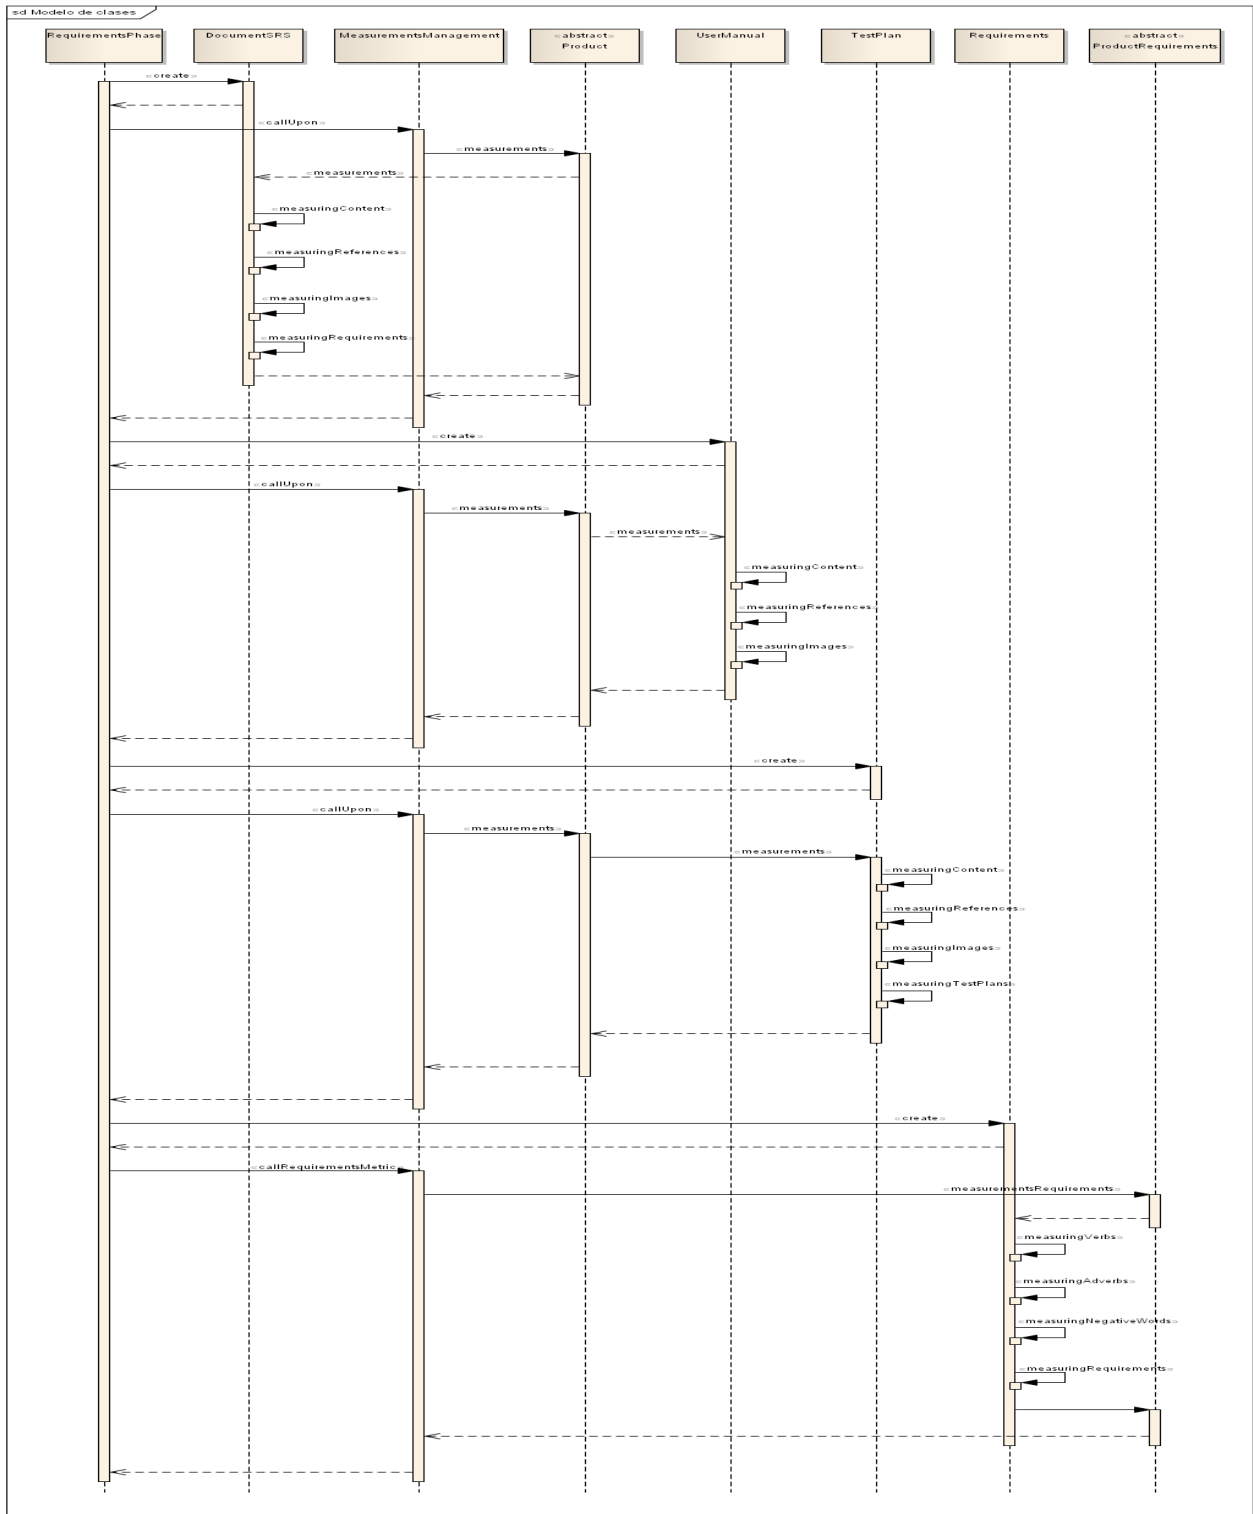 sd Modelo de clases
RequirementsPhase
DocumentSRS
MeasurementsManagement
«abstract»
Product
UserManual
TestPlan
Requirements
«abstract»
ProductRequirements
«create»
«callUpon»
«measurements»
«measurements»
«measuringContent»
«measuringReferences»
«measuringImages»
«measuringRequirements»
«create»
«callUpon»
«measurements»
«measurements»
«measuringContent»
«measuringReferences»
«measuringImages»
«create»
«callUpon»
«measurements»
«measurements»
«measuringContent»
«measuringReferences»
«measuringImages»
«measuringTestPlans»
«create»
«callRequirementsMetric»
«measurementsRequirements»
«measuringVerbs»
«measuringAdverbs»
«measuringNegativeWords»
«measuringRequirements»